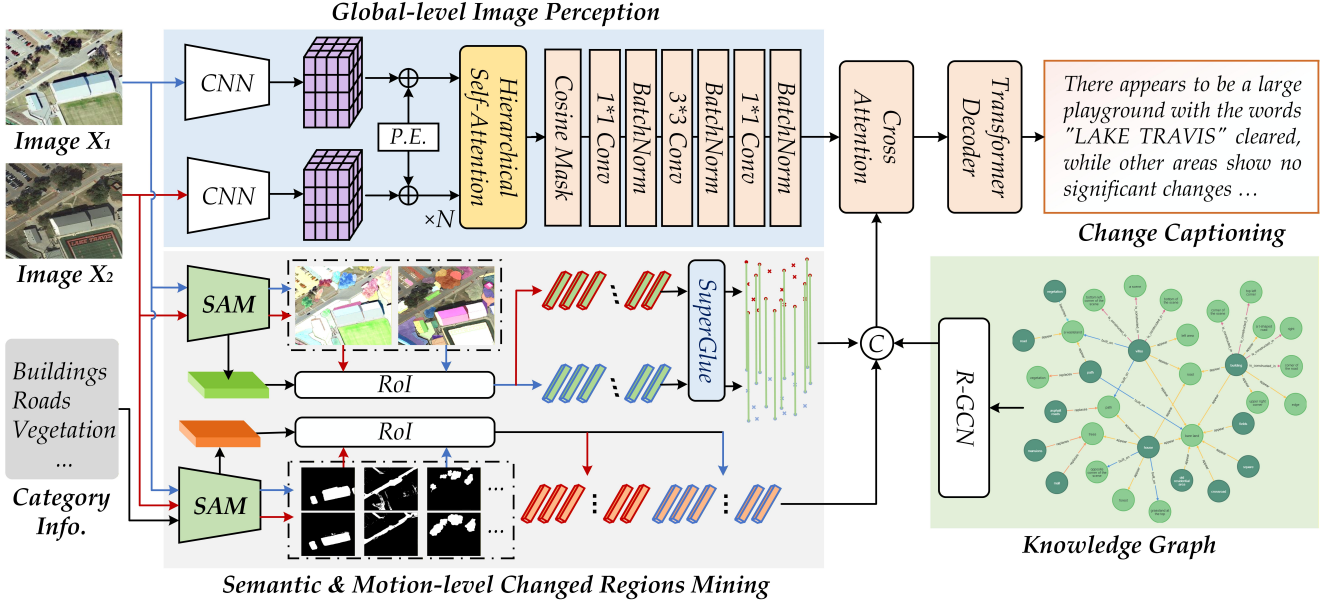 Global-level Image Perception
Image X1
Image X2
LAKE TRAVIS
CNN
CNN
P.E.
×N
Hierarchical
Self-Attention
Cosine Mask
1*1 Conv
BatchNorm
3*3 Conv
BatchNorm
1*1 Conv
BatchNorm
Cross
Attention
Transformer
Decoder
There appears to be a large
playground with the words
"LAKE TRAVIS" cleared,
while other areas show no
significant changes …
Change Captioning
Buildings
Roads
Vegetation
...
Category
Info.
SAM
RoI
SuperGlue
RoI
SAM
...
...
C
R-GCN
Knowledge Graph
Semantic & Motion-level Changed Regions Mining